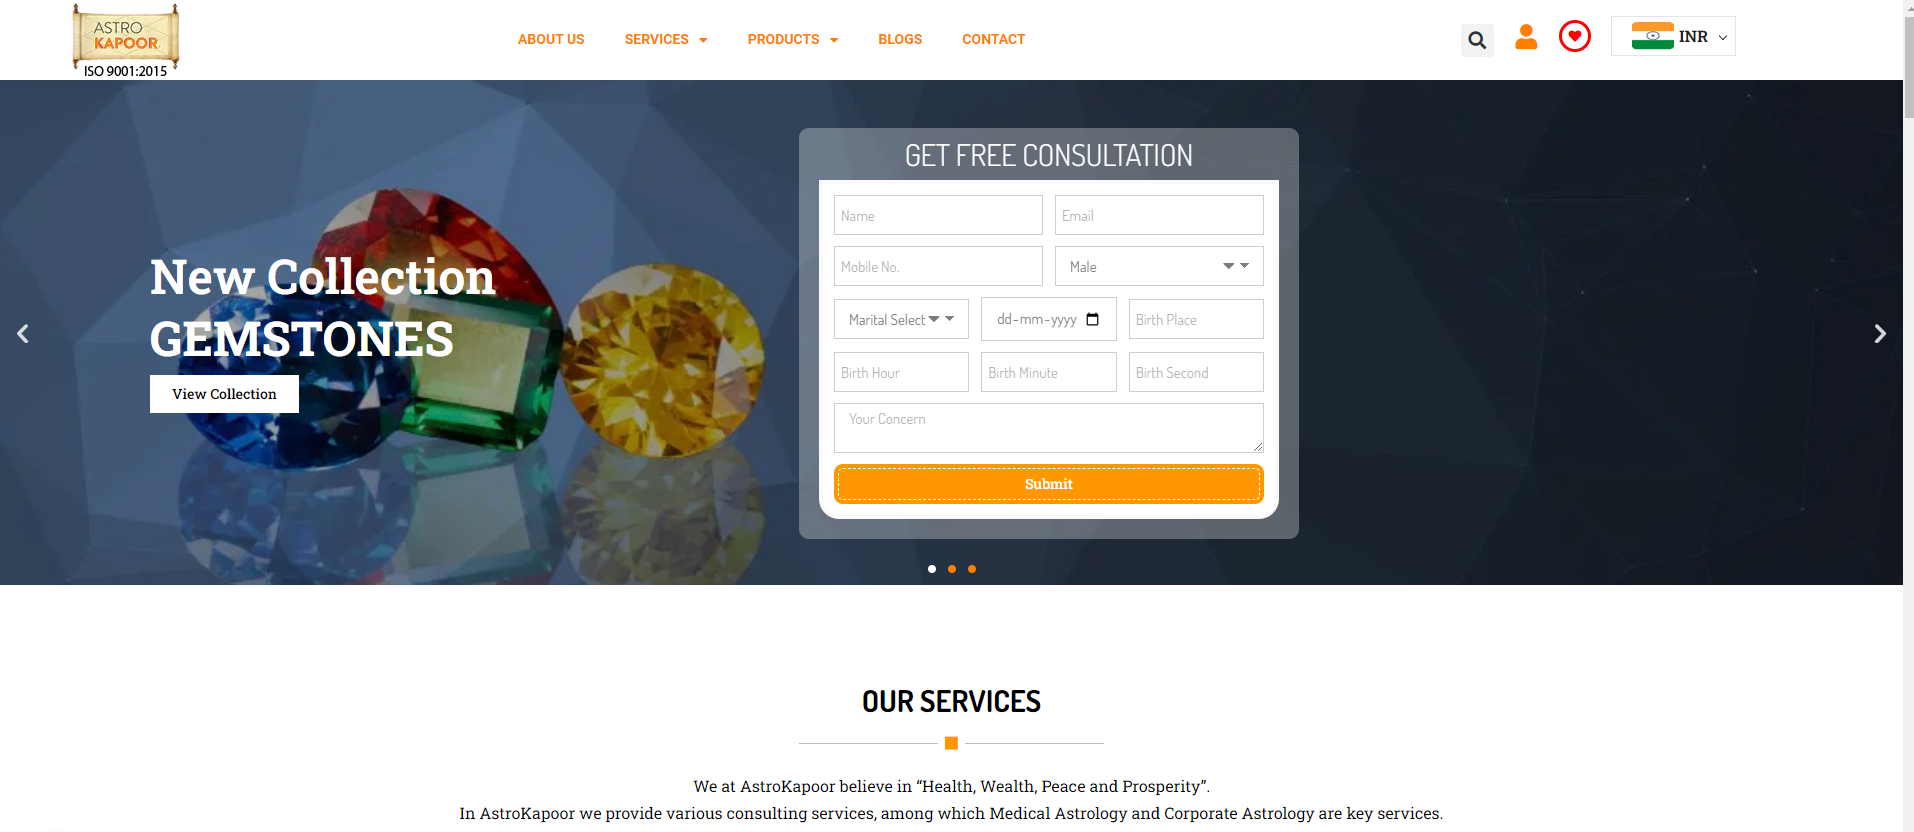 ASTRO
KAPOOR
ISO 9001:2015
ABOUT US SERVICES PRODUCTS BLOGS CONTACT
INR
GET FREE CONSULTATION
Name Email
Mobile No. Male
Marital Select dd-mm-yyyy Birth Place
Birth Hour Birth Minute Birth Second
Your Concern
Submit
New Collection
GEMSTONES
View Collection
OUR SERVICES
We at AstroKapoor believe in “Health, Wealth, Peace and Prosperity”.
In AstroKapoor we provide various consulting services, among which Medical Astrology and Corporate Astrology are key services.